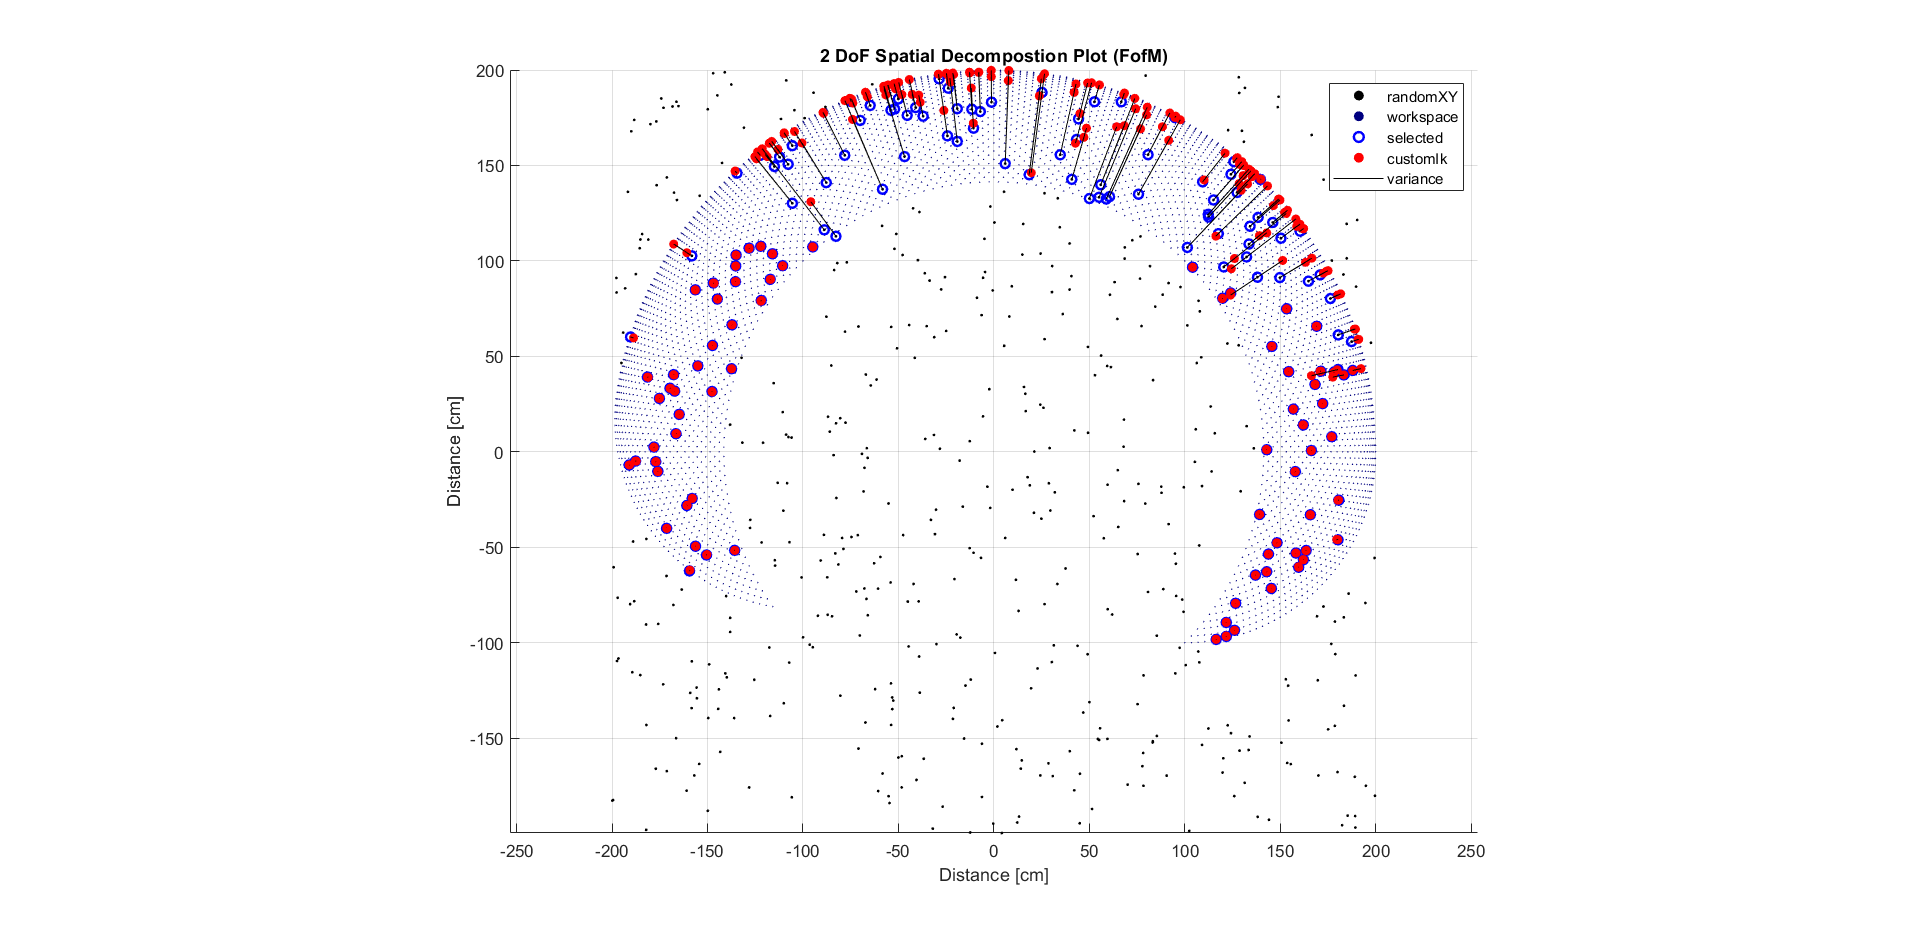 2 DoF Spatial Decompostion Plot (FofM)
200
150
100
50
0
-50
-100
-150
Distance [cm]
-250 -200 -150 -100 -50 0 50 100 150 200 250
Distance [cm]
randomXY
workspace
selected
customIk
variance